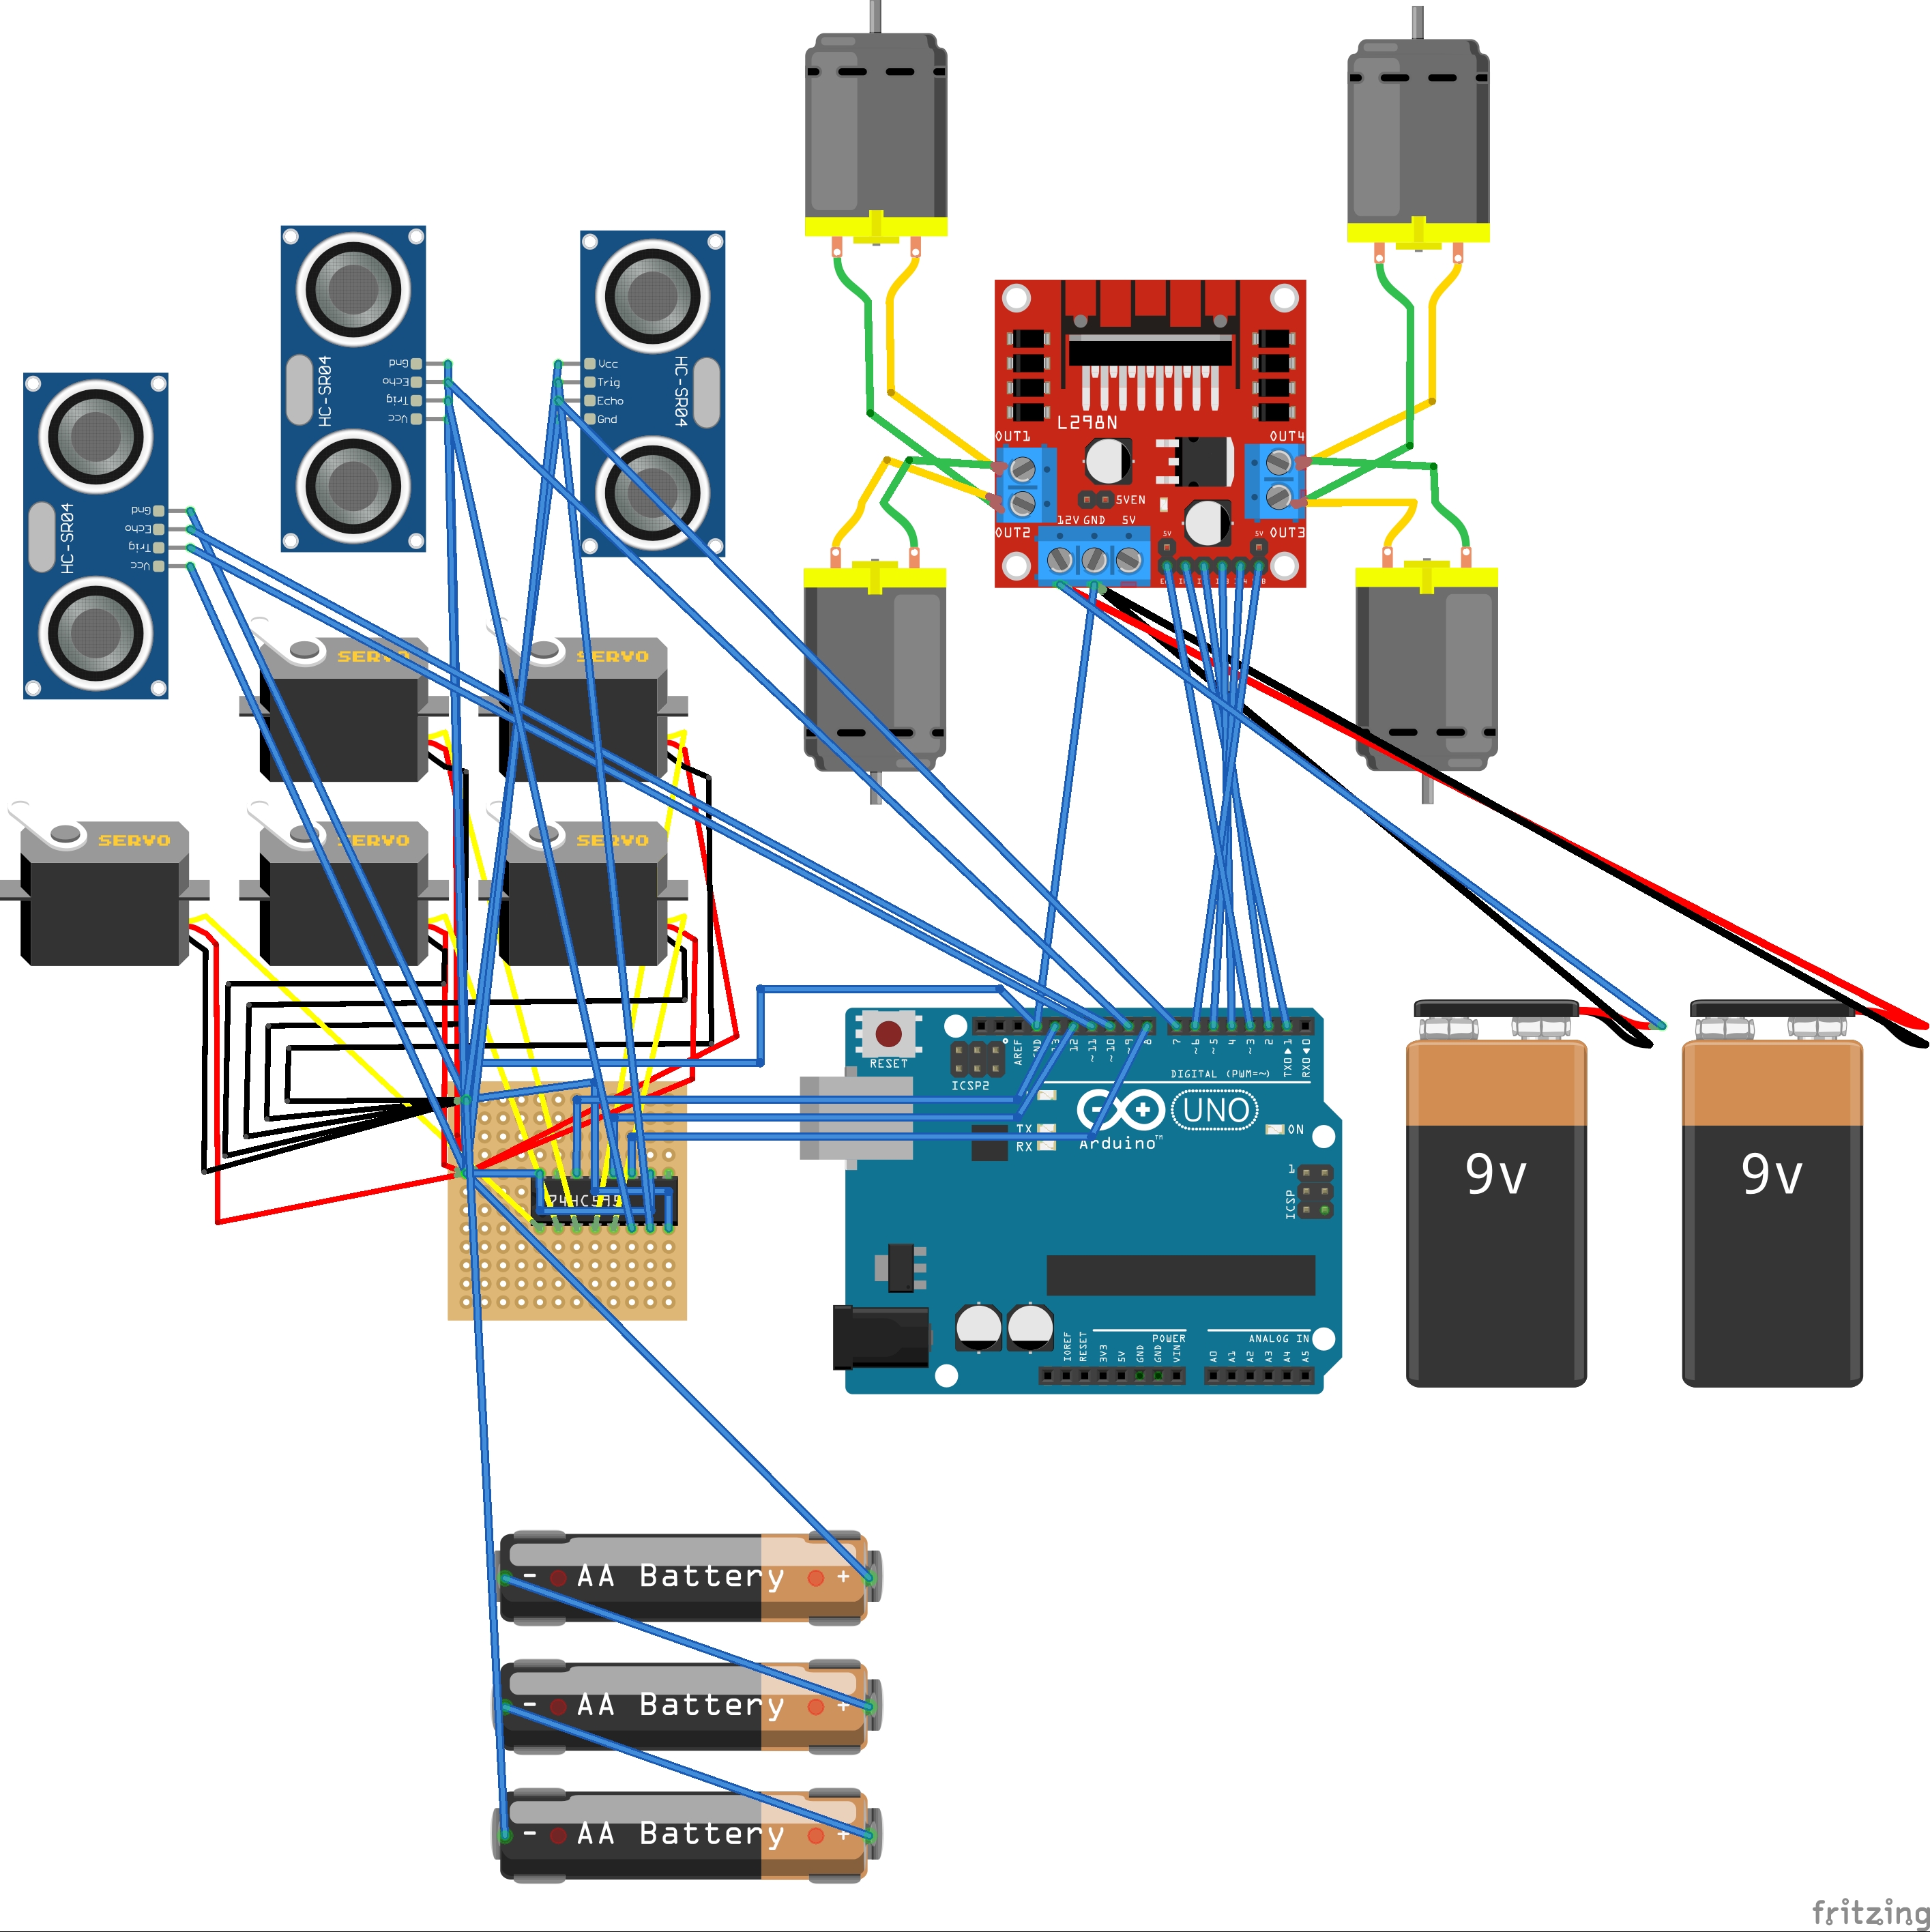 HC-SR04
Gnd
Echo
Trig
Vcc
HC-SR04
Vcc
Trig
Echo
Gnd
HC-SR04
Gnd
Echo
Trig
Vcc
L298N
OUT1
OUT4
5VEN
12V GND 5V
OUT2
5V
5V
OUT3
SERVO
SERVO
SERVO
SERVO
SERVO
RESET
ICSP2
AREF
GND
13
12
~11
~10
~9
8
7
~6
~5
4
~3
2
TX0▶1
RX0◀0
DIGITAL (PWM=~)
UNO
TX
RX
Arduino™
ON
1
ICSP
74HC595
9v
9v
IOREF
RESET
3V3
5V
GND
GND
VIN
POWER
A0
A1
A2
A3
A4
A5
ANALOG IN
- AA Battery +
- AA Battery +
- AA Battery +
fritzing